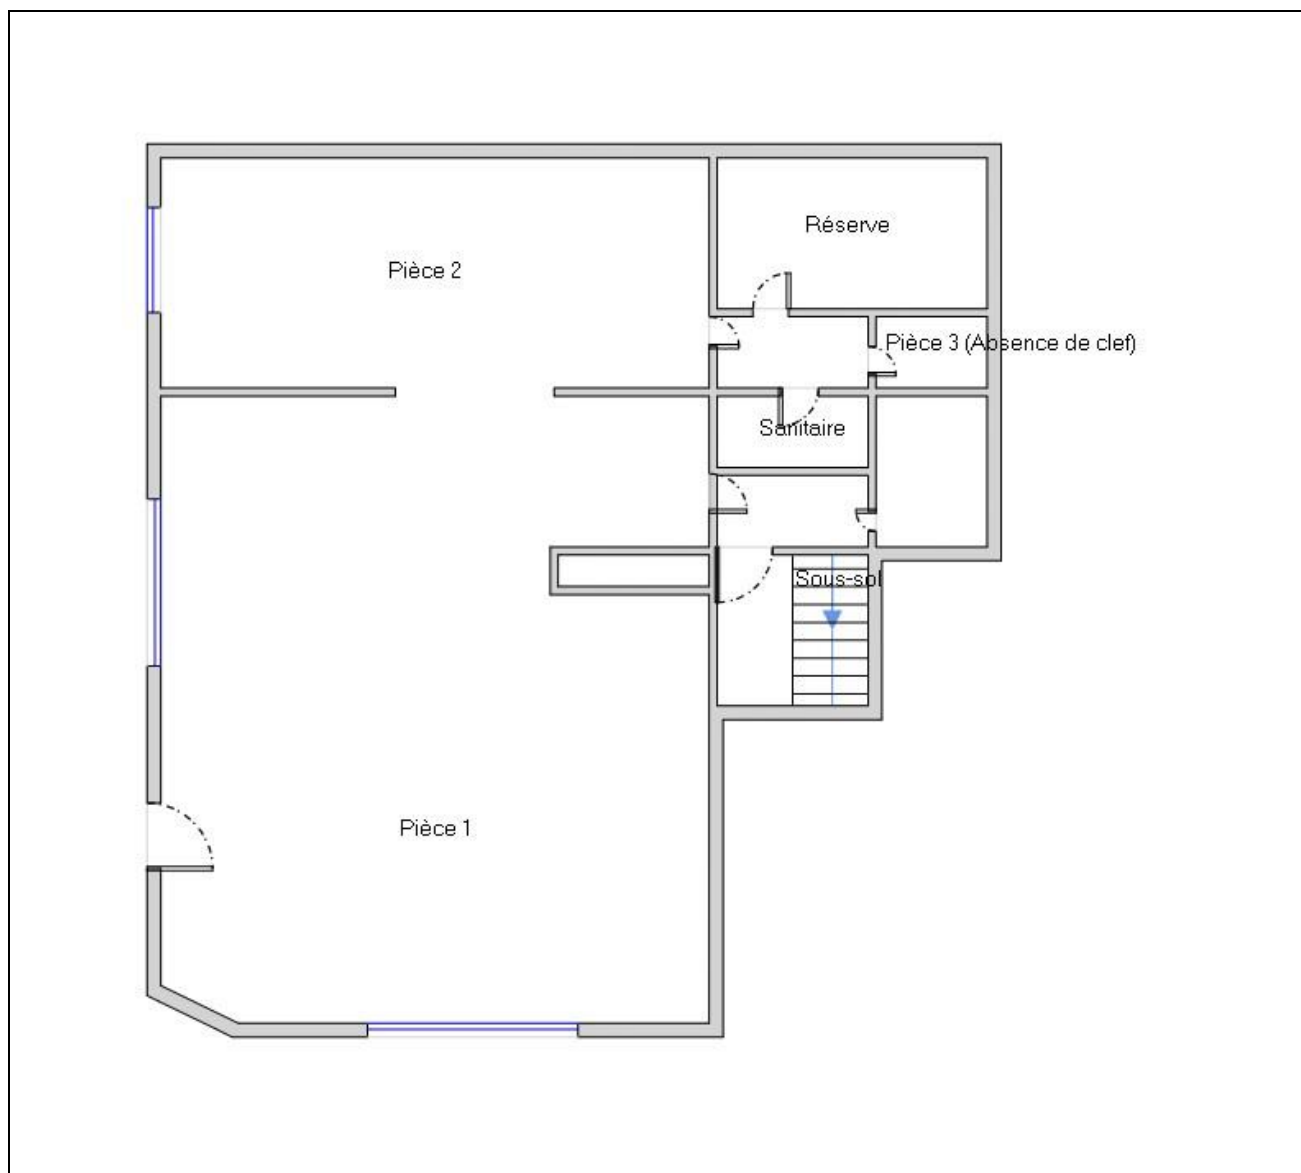 Réserve
Pièce 2
Pièce 3 (Absence de clef)
Sanitaire
Sous-sol
Pièce 1